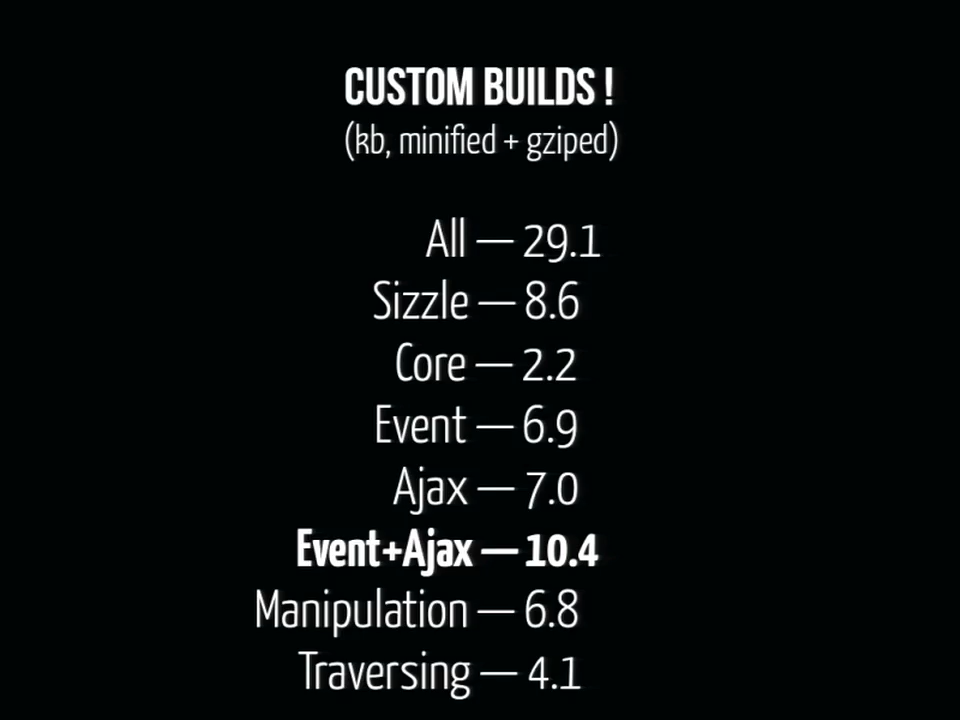 CUSTOM BUILDS !
(kb, minified + gziped)
All — 29.1
Sizzle — 8.6
Core — 2.2
Event — 6.9
Ajax — 7.0
Event+Ajax — 10.4
Manipulation — 6.8
Traversing — 4.1